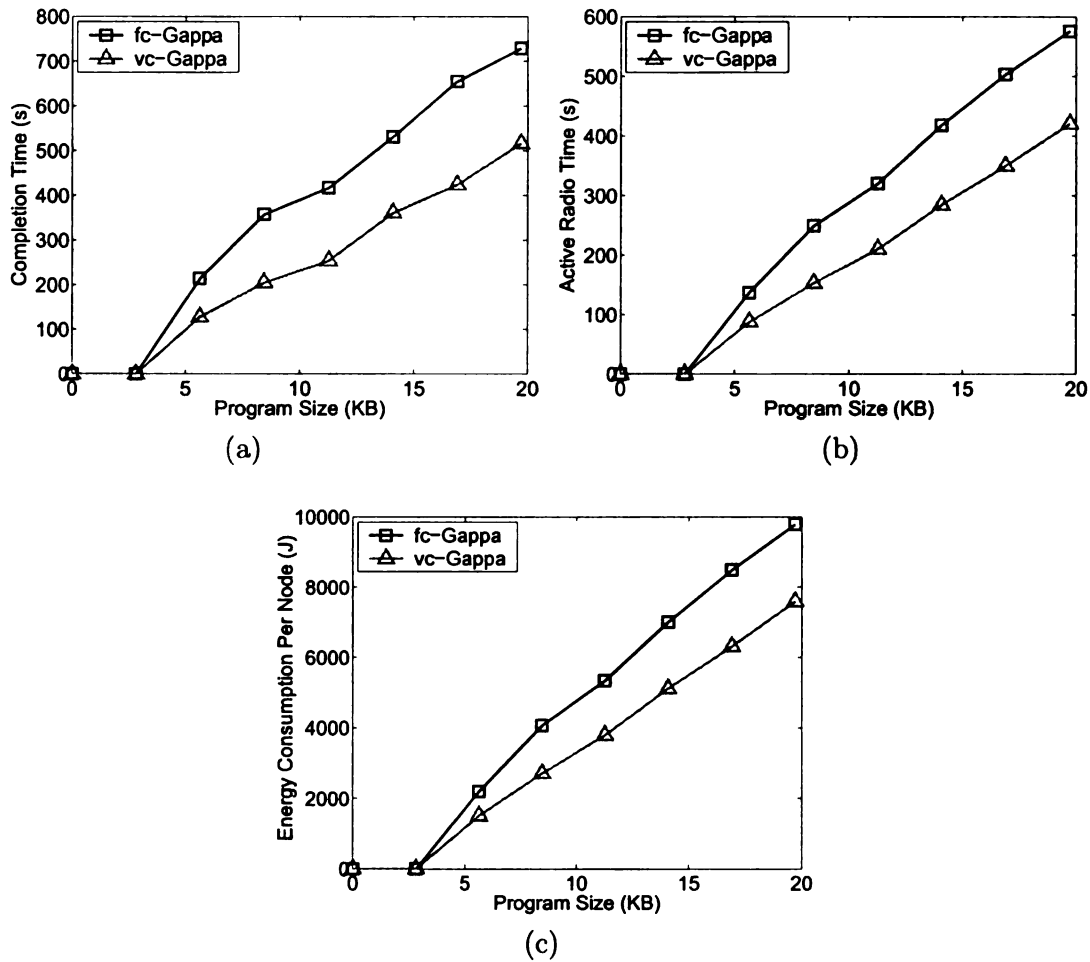 fc-Gappa
vc-Gappa
Completion Time (s)
800
700
600
500
400
300
200
100
0
0 5 10 15 20
Program Size (KB)
(a)
fc-Gappa
vc-Gappa
Active Radio Time (s)
600
500
400
300
200
100
0
0 5 10 15 20
Program Size (KB)
(b)
fc-Gappa
vc-Gappa
Energy Consumption Per Node (J)
10000
8000
6000
4000
2000
0
0 5 10 15 20
Program Size (KB)
(c)